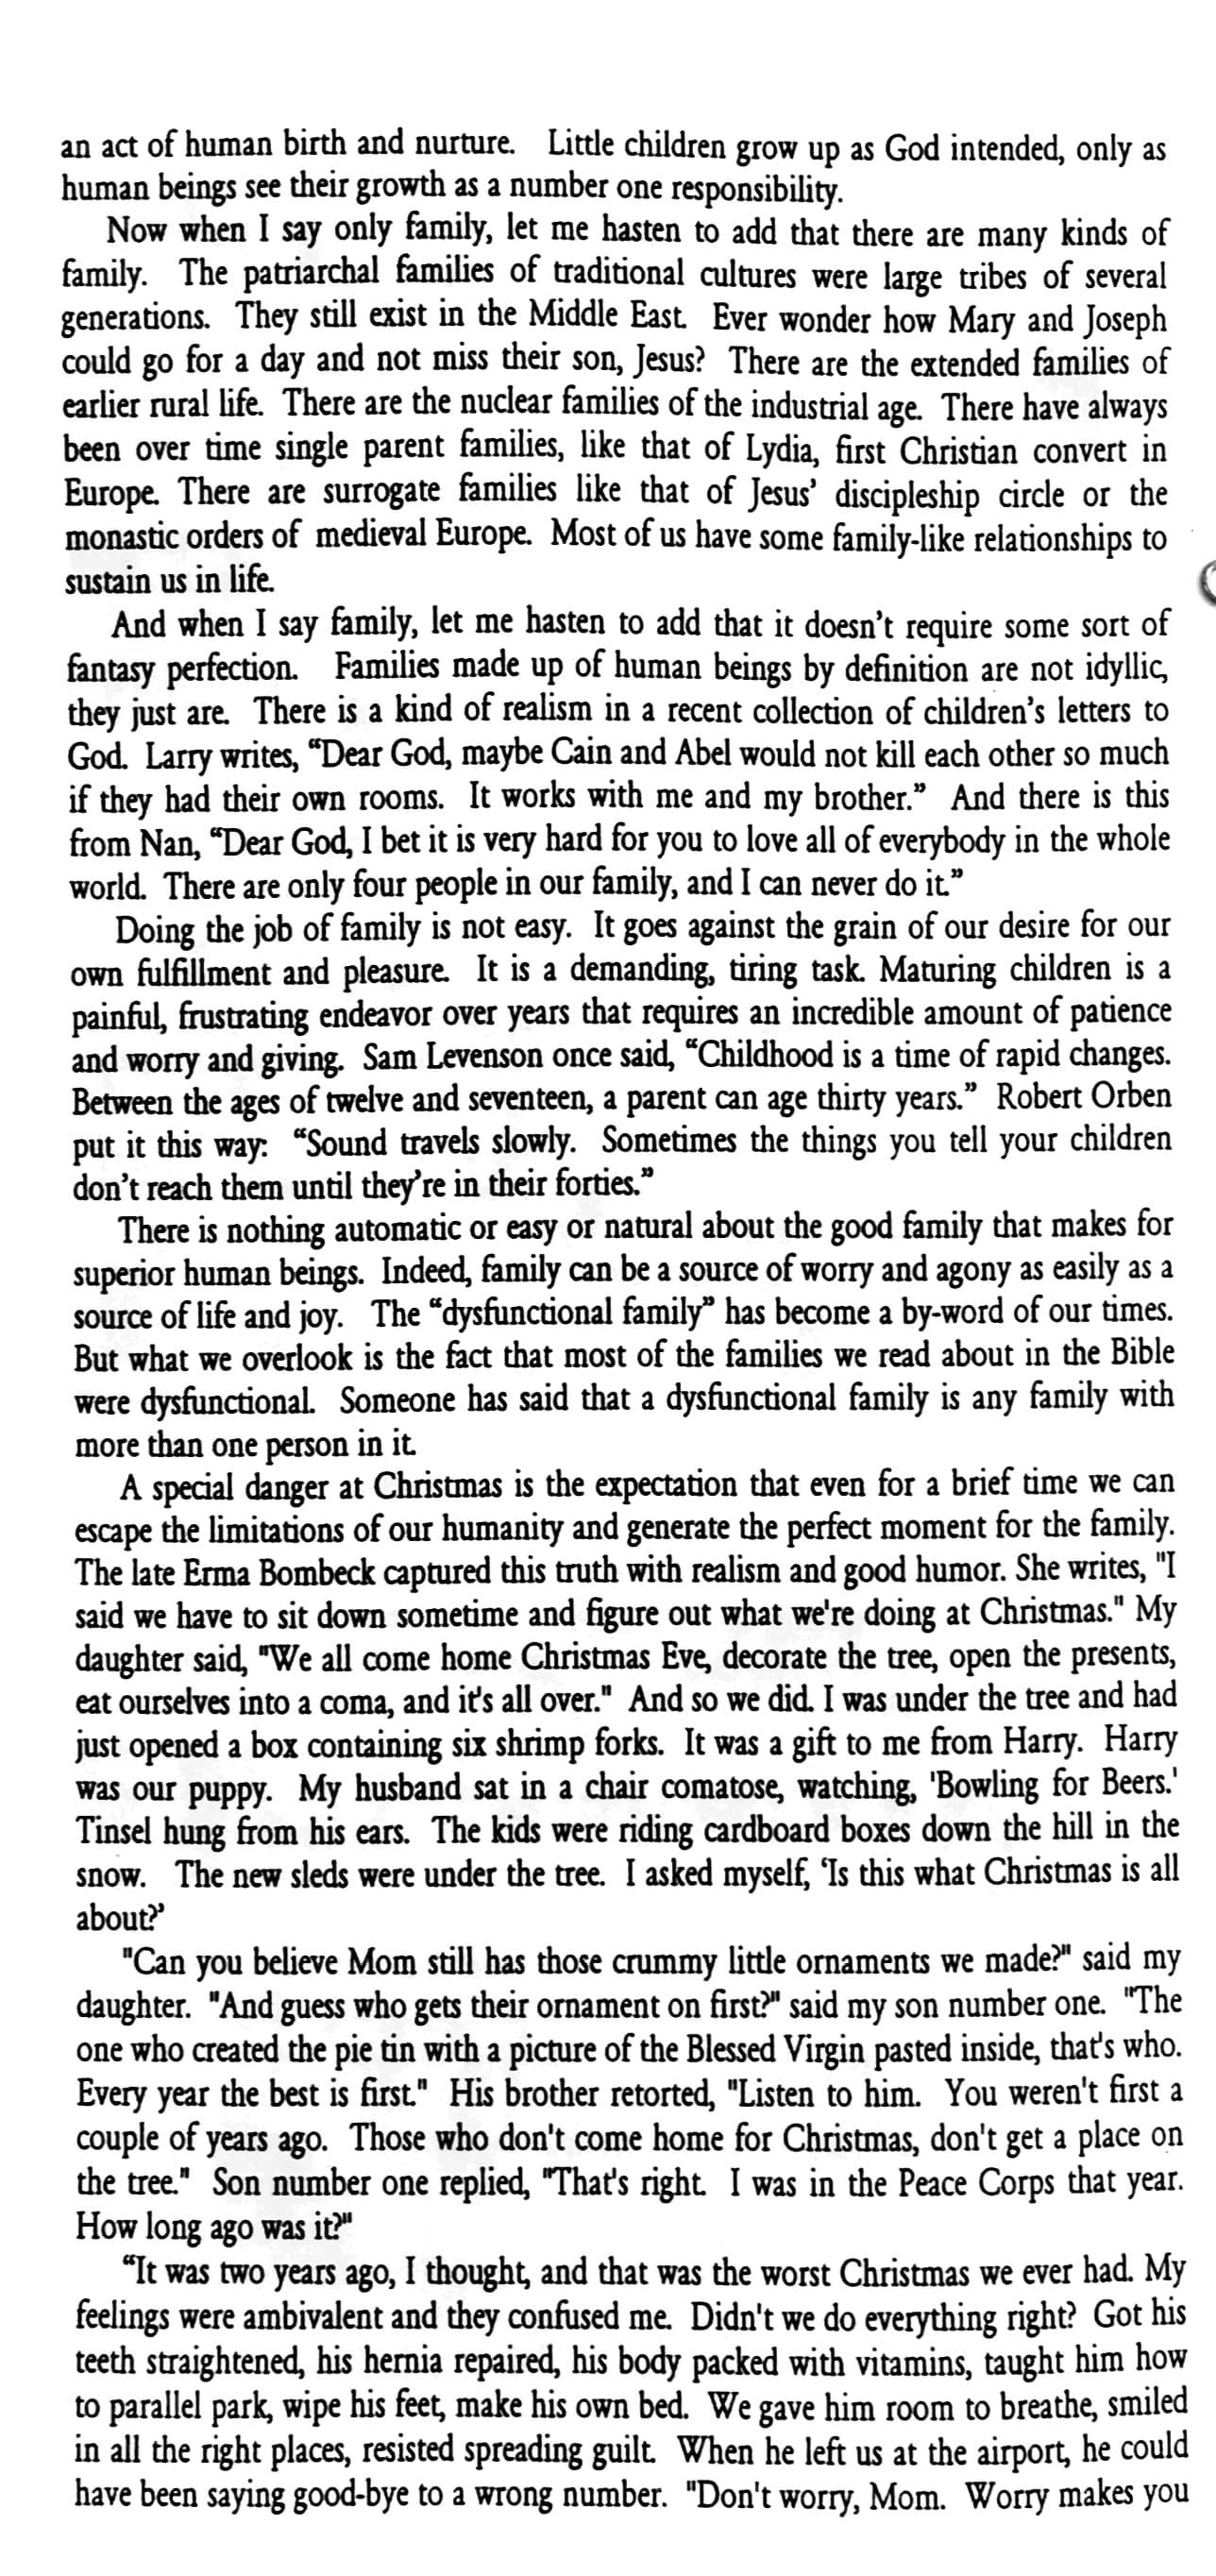 an act of human birth and nurture. Little children grow up as God intended, only as
human beings see their growth as a number one responsibility.
Now when I say only family, let me hasten to add that there are many kinds of
family. The patriarchal families of traditional cultures were large tribes of several
generations. They still exist in the Middle East. Ever wonder how Mary and Joseph
could go for a day and not miss their son, Jesus? There are the extended families of
earlier rural life. There are the nuclear families of the industrial age. There have always
been over time single parent families, like that of Lydia, first Christian convert in
Europe. There are surrogate families like that of Jesus’ discipleship circle or the
monastic orders of medieval Europe. Most of us have some family-like relationships to
sustain us in life.
And when I say family, let me hasten to add that it doesn’t require some sort of
fantasy perfection. Families made up of human beings by definition are not idyllic,
they just are. There is a kind of realism in a recent collection of children’s letters to
God. Larry writes, “Dear God, maybe Cain and Abel would not kill each other so much
if they had their own rooms. It works with me and my brother.” And there is this
from Nan, “Dear God, I bet it is very hard for you to love all of everybody in the whole
world. There are only four people in our family, and I can never do it.”
Doing the job of family is not easy. It goes against the grain of our desire for our
own fulfillment and pleasure. It is a demanding, tiring task. Maturing children is a
painful, frustrating endeavor over years that requires an incredible amount of patience
and worry and giving. Sam Levenson once said, “Childhood is a time of rapid changes.
Between the ages of twelve and seventeen, a parent can age thirty years.” Robert Orben
put it this way: “Sound travels slowly. Sometimes the things you tell your children
don’t reach them until they’re in their forties.”
There is nothing automatic or easy or natural about the good family that makes for
superior human beings. Indeed, family can be a source of worry and agony as easily as a
source of life and joy. The “dysfunctional family” has become a by-word of our times.
But what we overlook is the fact that most of the families we read about in the Bible
were dysfunctional. Someone has said that a dysfunctional family is any family with
more than one person in it.
A special danger at Christmas is the expectation that even for a brief time we can
escape the limitations of our humanity and generate the perfect moment for the family.
The late Erma Bombeck captured this truth with realism and good humor. She writes, "I
said we have to sit down sometime and figure out what we're doing at Christmas." My
daughter said, "We all come home Christmas Eve, decorate the tree, open the presents,
eat ourselves into a coma, and it's all over." And so we did. I was under the tree and had
just opened a box containing six shrimp forks. It was a gift to me from Harry. Harry
was our puppy. My husband sat in a chair comatose, watching, 'Bowling for Beers.'
Tinsel hung from his ears. The kids were riding cardboard boxes down the hill in the
snow. The new sleds were under the tree. I asked myself, ‘Is this what Christmas is all
about?’
"Can you believe Mom still has those crummy little ornaments we made?" said my
daughter. "And guess who gets their ornament on first?" said my son number one. "The
one who created the pie tin with a picture of the Blessed Virgin pasted inside, that's who.
Every year the best is first." His brother retorted, "Listen to him. You weren't first a
couple of years ago. Those who don't come home for Christmas, don't get a place on
the tree." Son number one replied, "That's right. I was in the Peace Corps that year.
How long ago was it?"
“It was two years ago, I thought, and that was the worst Christmas we ever had. My
feelings were ambivalent and they confused me. Didn't we do everything right? Got his
teeth straightened, his hernia repaired, his body packed with vitamins, taught him how
to parallel park, wipe his feet, make his own bed. We gave him room to breathe, smiled
in all the right places, resisted spreading guilt. When he left us at the airport, he could
have been saying good-bye to a wrong number. "Don't worry, Mom. Worry makes you